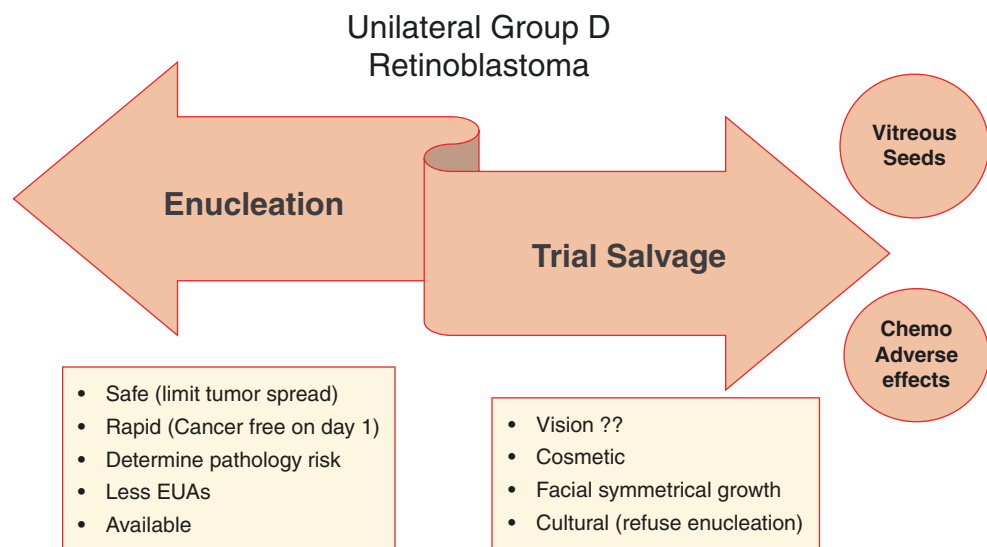 Unilateral Group D
Retinoblastoma
Enucleation
Trial Salvage
Vitreous
Seeds
Chemo
Adverse
effects
• Safe (limit tumor spread)
• Rapid (Cancer free on day 1)
• Determine pathology risk
• Less EUAs
• Available
• Vision ??
• Cosmetic
• Facial symmetrical growth
• Cultural (refuse enucleation)